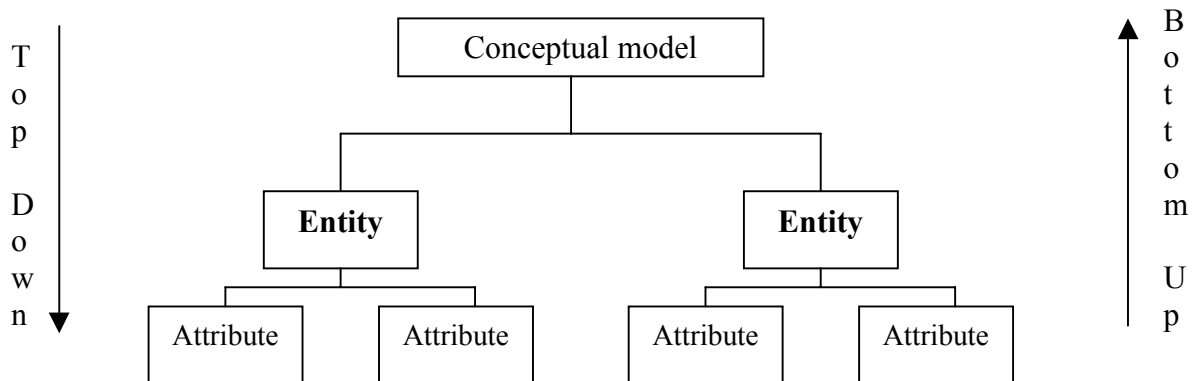 Top Down
Conceptual model
Entity
Entity
Attribute
Attribute
Attribute
Attribute
Bottom Up